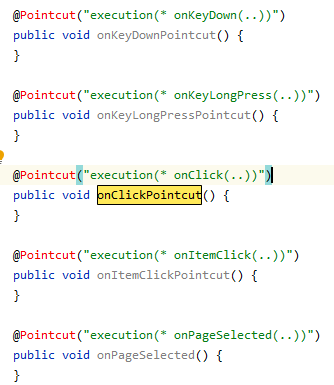 @Pointcut("execution(* onKeyDown(..))")
public void onKeyDownPointcut() {
}
@Pointcut("execution(* onKeyLongPress(..))")
public void onKeyLongPressPointcut() {
}
@Pointcut("execution(* onClick(..))")
public void onClickPointcut() {
}
@Pointcut("execution(* onItemClick(..))")
public void onItemClickPointcut() {
}
@Pointcut("execution(* onPageSelected(..))")
public void onPageSelected() {
}